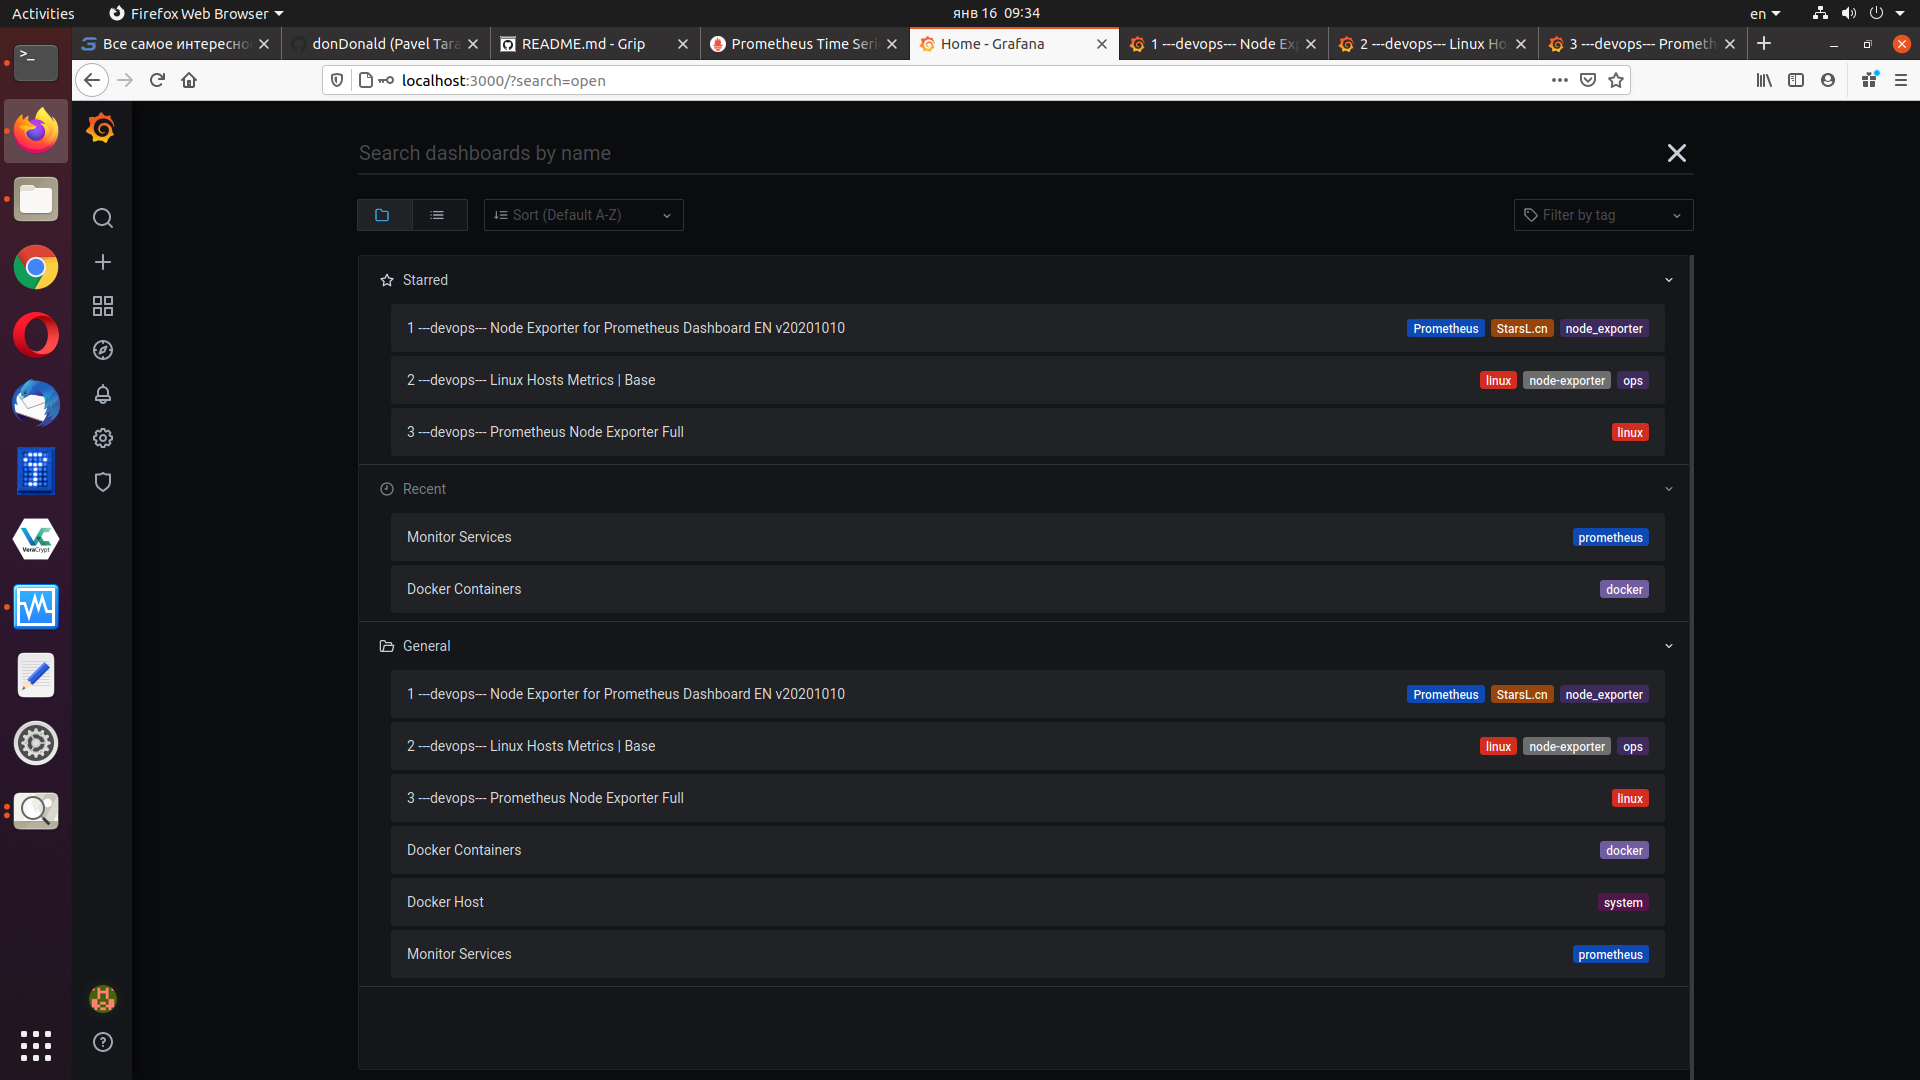 Activities
Firefox Web Browser
янв 16 09:34
en
Все самое интересно
donDonald (Pavel Tara
README.md - Grip
Prometheus Time Seri
Home - Grafana
1 ---devops--- Node Exp
2 ---devops--- Linux Ho
3 ---devops--- Prometh
localhost:3000/?search=open
Search dashboards by name
Sort (Default A-Z)
Filter by tag
Starred
1 ---devops--- Node Exporter for Prometheus Dashboard EN v20201010 Prometheus StarsL.cn node_exporter
2 ---devops--- Linux Hosts Metrics | Base linux node-exporter ops
3 ---devops--- Prometheus Node Exporter Full linux
Recent
Monitor Services prometheus
Docker Containers docker
General
1 ---devops--- Node Exporter for Prometheus Dashboard EN v20201010 Prometheus StarsL.cn node_exporter
2 ---devops--- Linux Hosts Metrics | Base linux node-exporter ops
3 ---devops--- Prometheus Node Exporter Full linux
Docker Containers docker
Docker Host system
Monitor Services prometheus
VeraCrypt